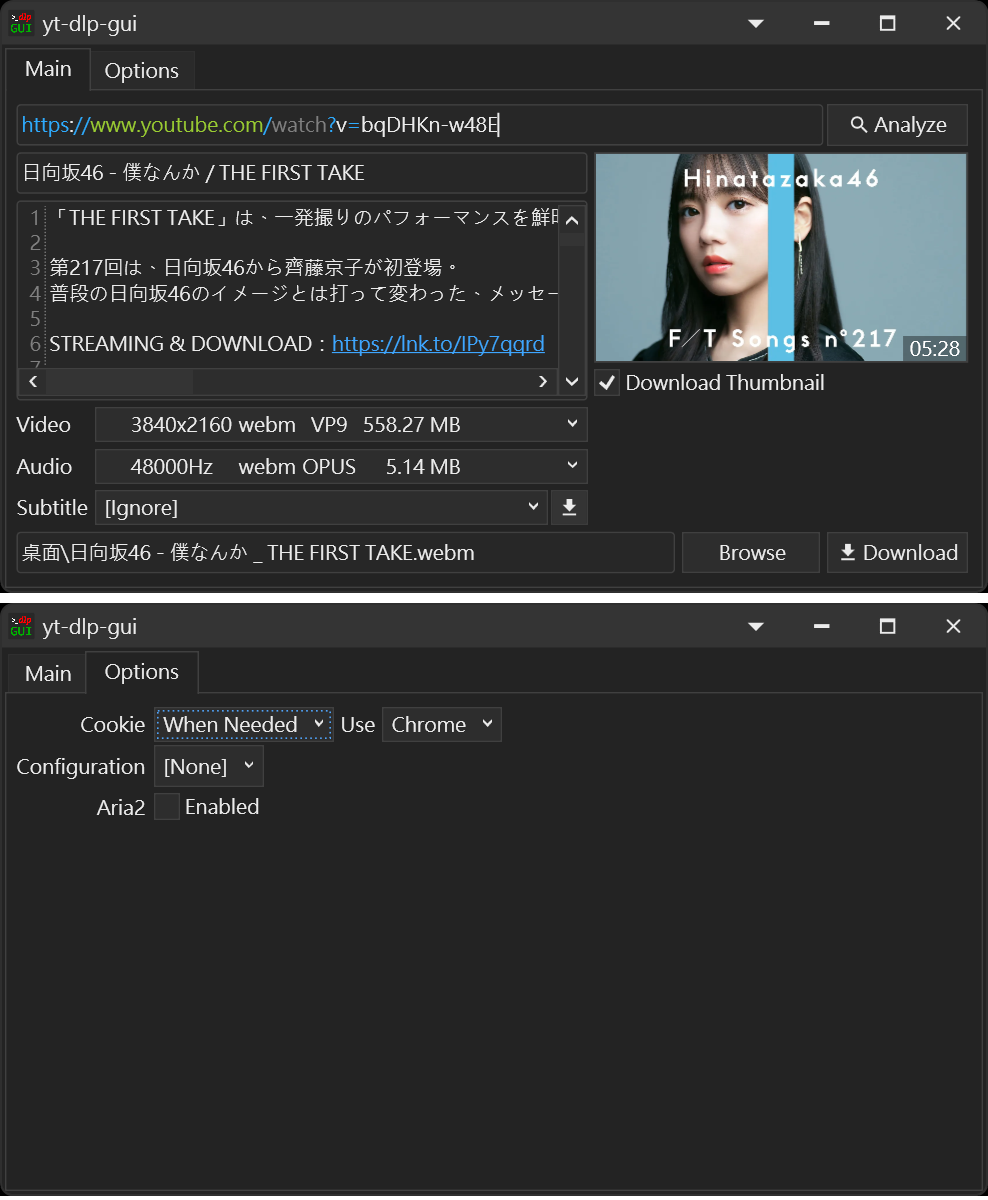 yt-dlp-gui
Main Options
https://www.youtube.com/watch?v=bqDHKn-w48E
Analyze
日向坂46 - 僕なんか / THE FIRST TAKE
Hinatazaka46
F/T Songs n°217
05:28
1 「THE FIRST TAKE」は、一発撮りのパフォーマンスを鮮明
2
3 第217回は、日向坂46から齊藤京子が初登場。
4 普段の日向坂46のイメージとは打って変わった、メッセー
5
6 STREAMING & DOWNLOAD：https://lnk.to/IPy7qqrd
7
Download Thumbnail
Video 3840x2160 webm VP9 558.27 MB
Audio 48000Hz webm OPUS 5.14 MB
Subtitle [Ignore]
桌面\日向坂46 - 僕なんか _ THE FIRST TAKE.webm
Browse
Download
yt-dlp-gui
Main Options
Cookie When Needed Use Chrome
Configuration [None]
Aria2 Enabled